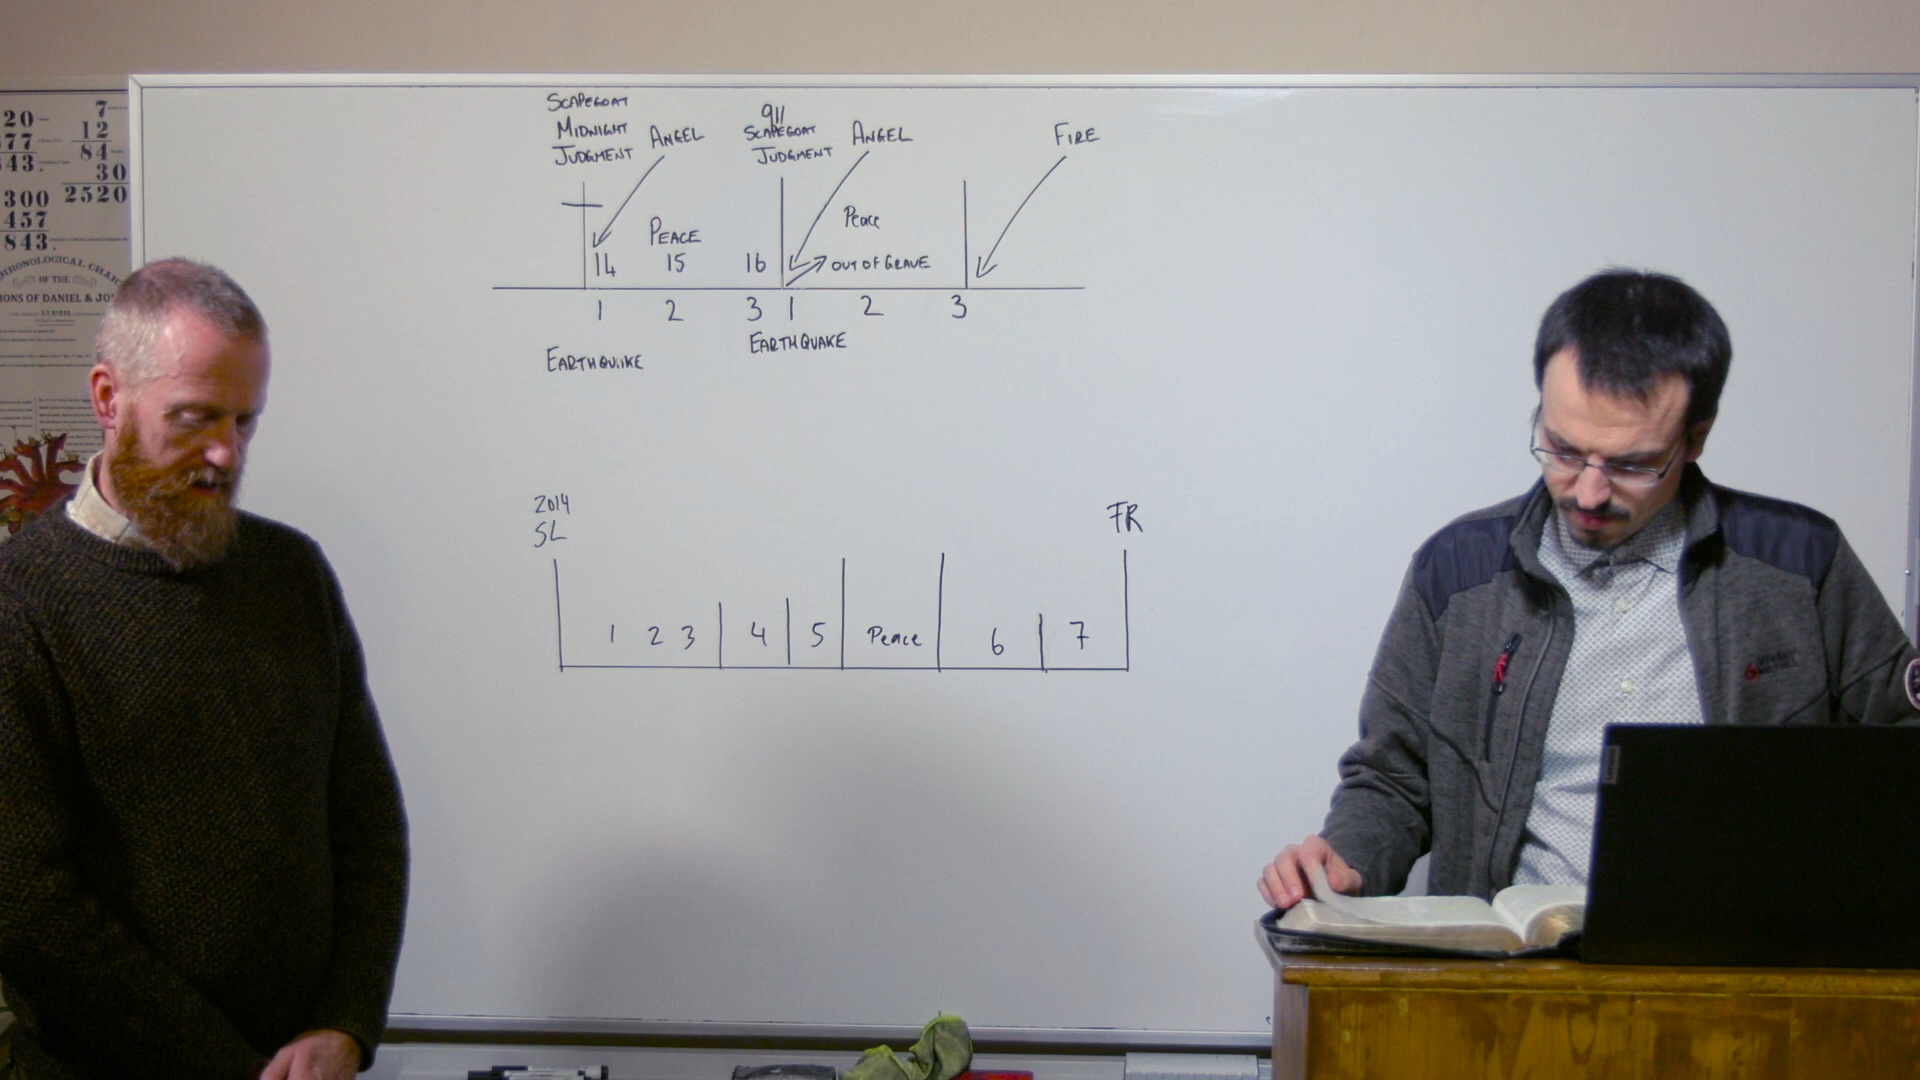 20
77
543.
300
457
843.
7
12
84
30
2520
CHRONOLOGICAL CHART
OF THE
IONS OF DANIEL & JO
SCAPEGOAT
MIDNIGHT
JUDGMENT
ANGEL
911
SCAPEGOAT
JUDGMENT
ANGEL
FIRE
Peace
PEACE
14 15 16
OUT OF GRAVE
1 2 3 1 2 3
EARTHQUAKE
EARTHQUAKE
2014
SL
FR
1 2 3 4 5 Peace 6 7
Lenovo